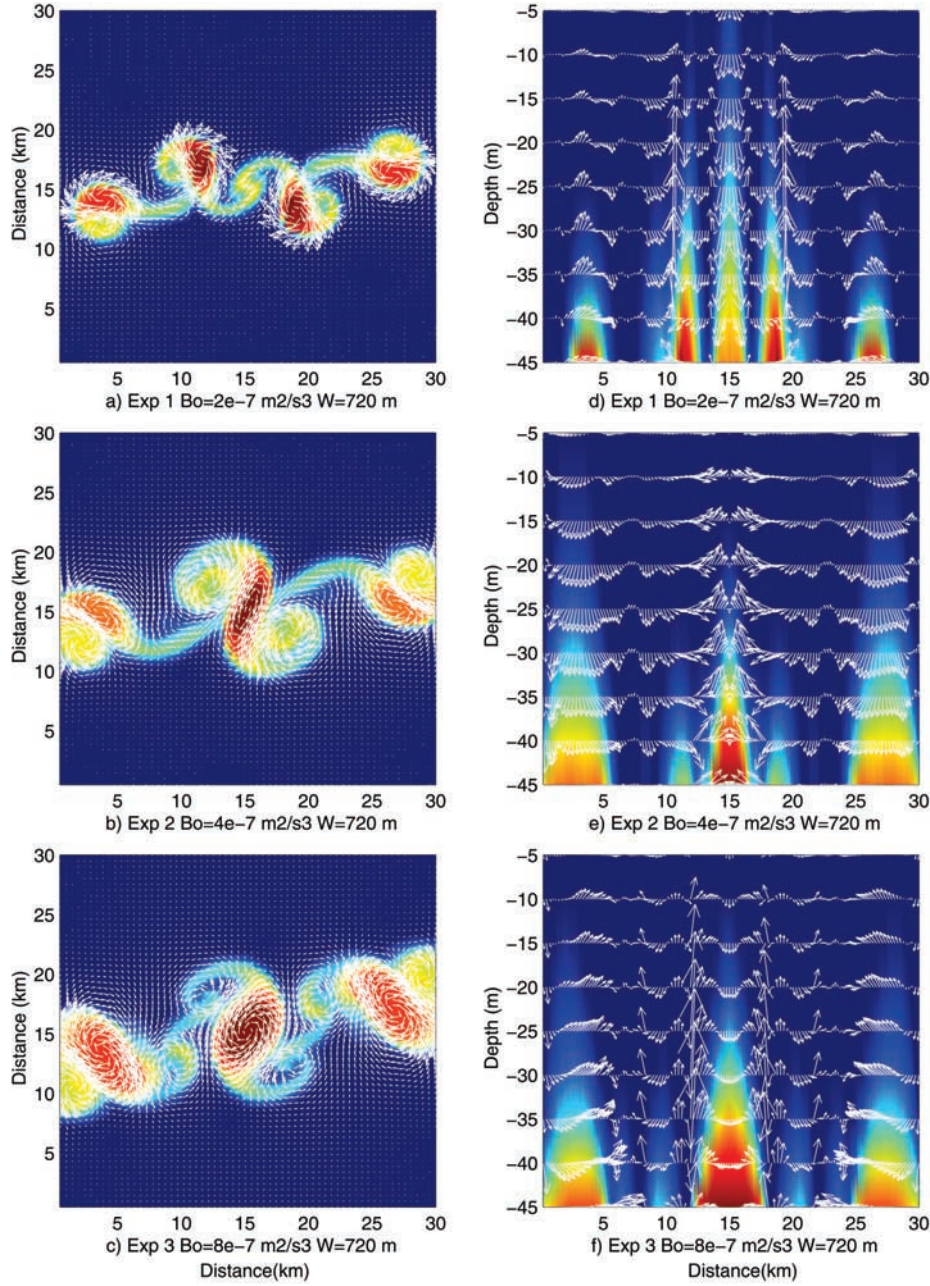 30
25
20
15
10
5
Distance (km)
5 10 15 20 25 30
a) Exp 1 Bo=2e−7 m2/s3 W=720 m
−5
−10
−15
−20
−25
−30
−35
−40
−45
Depth (m)
5 10 15 20 25 30
d) Exp 1 Bo=2e−7 m2/s3 W=720 m
30
25
20
15
10
5
Distance (km)
5 10 15 20 25 30
b) Exp 2 Bo=4e−7 m2/s3 W=720 m
−5
−10
−15
−20
−25
−30
−35
−40
−45
Depth (m)
5 10 15 20 25 30
e) Exp 2 Bo=4e−7 m2/s3 W=720 m
30
25
20
15
10
5
Distance (km)
5 10 15 20 25 30
c) Exp 3 Bo=8e−7 m2/s3 W=720 m
Distance(km)
−5
−10
−15
−20
−25
−30
−35
−40
−45
Depth (m)
5 10 15 20 25 30
f) Exp 3 Bo=8e−7 m2/s3 W=720 m
Distance (km)